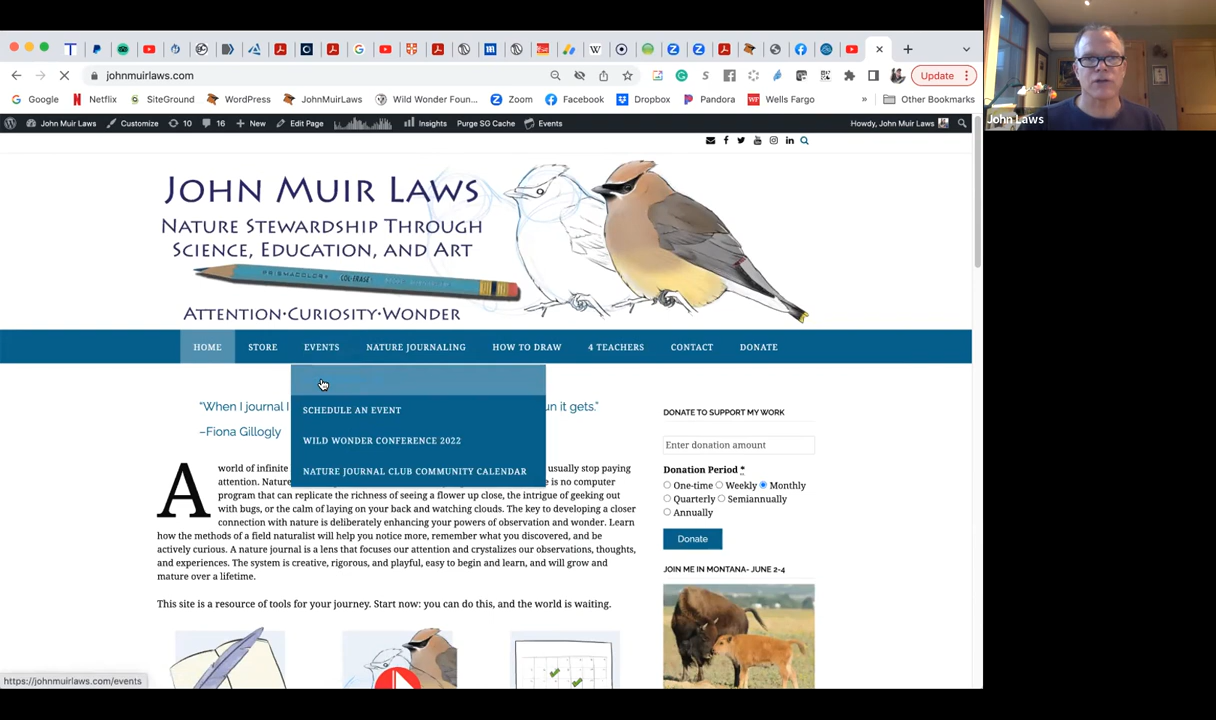 johnmuirlaws.com
Update
Google
Netflix
SiteGround
WordPress
JohnMuirLaws
Wild Wonder Foun...
Zoom
Facebook
Dropbox
Pandora
Wells Fargo
»
Other Bookmarks
John Muir Laws
Customize
10
16
+ New
Edit Page
Insights
Purge SG Cache
Events
Howdy, John Muir Laws
John Laws
JOHN MUIR LAWS
NATURE STEWARDSHIP THROUGH
SCIENCE, EDUCATION, AND ART
PRISMACOLOR COL-ERASE
ATTENTION·CURIOSITY·WONDER
HOME STORE EVENTS NATURE JOURNALING HOW TO DRAW 4 TEACHERS CONTACT DONATE
SCHEDULE AN EVENT
WILD WONDER CONFERENCE 2022
NATURE JOURNAL CLUB COMMUNITY CALENDAR
"When I journal I un it gets."
–Fiona Gillogly
A world of infinite usually stop paying
attention. Natur e is no computer
program that can replicate the richness of seeing a flower up close, the intrigue of geeking out
with bugs, or the calm of laying on your back and watching clouds. The key to developing a closer
connection with nature is deliberately enhancing your powers of observation and wonder. Learn
how the methods of a field naturalist will help you notice more, remember what you discovered, and be
actively curious. A nature journal is a lens that focuses our attention and crystalizes our observations, thoughts,
and experiences. The system is creative, rigorous, and playful, easy to begin and learn, and will grow and
mature over a lifetime.
This site is a resource of tools for your journey. Start now: you can do this, and the world is waiting.
DONATE TO SUPPORT MY WORK
Enter donation amount
Donation Period *
One-time Weekly Monthly
Quarterly Semiannually
Annually
Donate
JOIN ME IN MONTANA- JUNE 2-4
https://johnmuirlaws.com/events